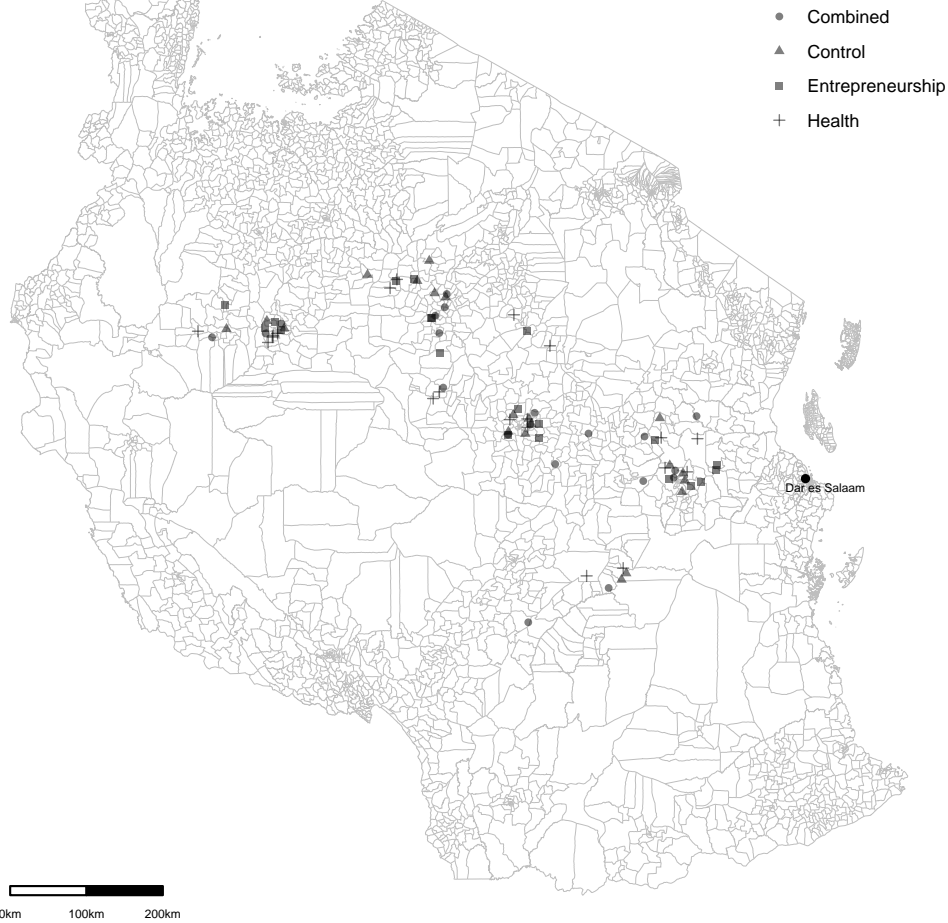 Combined
Control
Entrepreneurship
Health
Dar es Salaam
0km 100km 200km